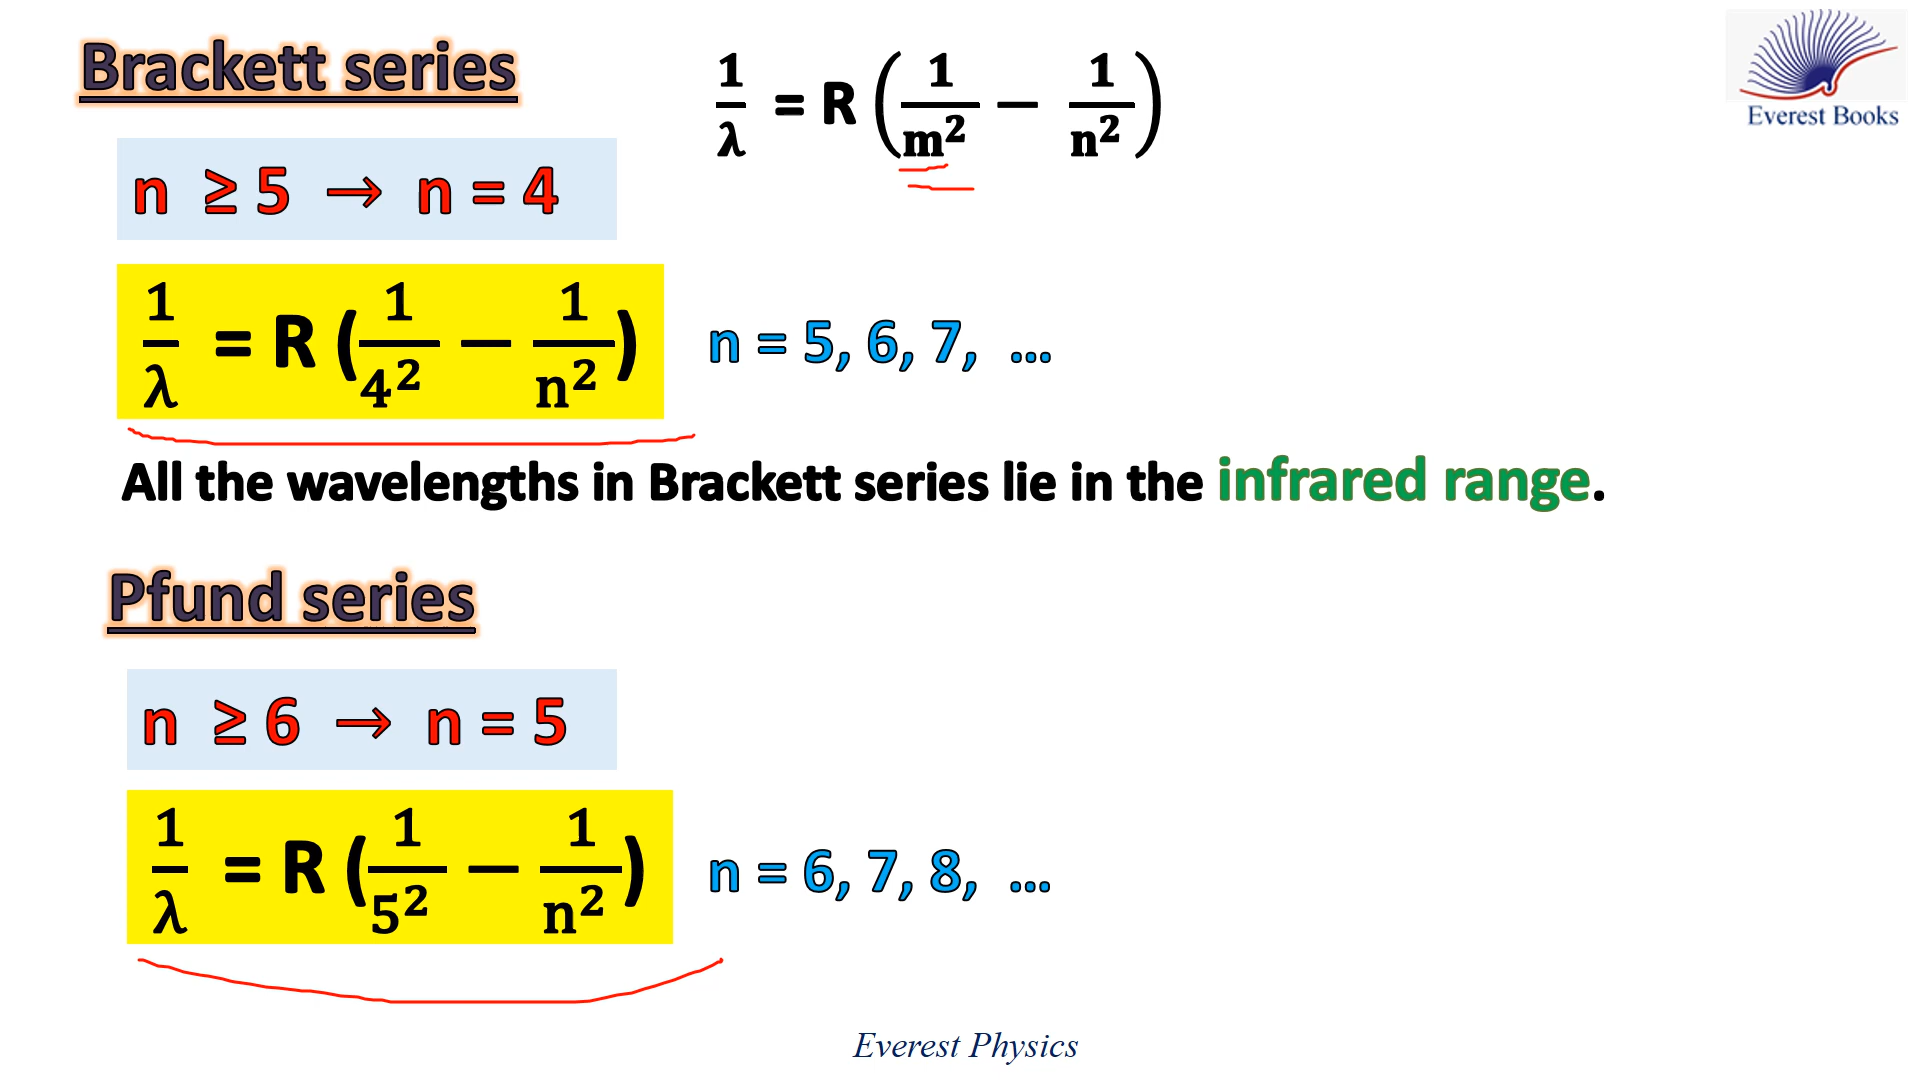 Brackett series
1/λ = R (1/m² − 1/n²)
Everest Books
n ≥ 5 → n = 4
1/λ = R (1/4² − 1/n²) n = 5, 6, 7, ...
All the wavelengths in Brackett series lie in the infrared range.
Pfund series
n ≥ 6 → n = 5
1/λ = R (1/5² − 1/n²) n = 6, 7, 8, ...
Everest Physics